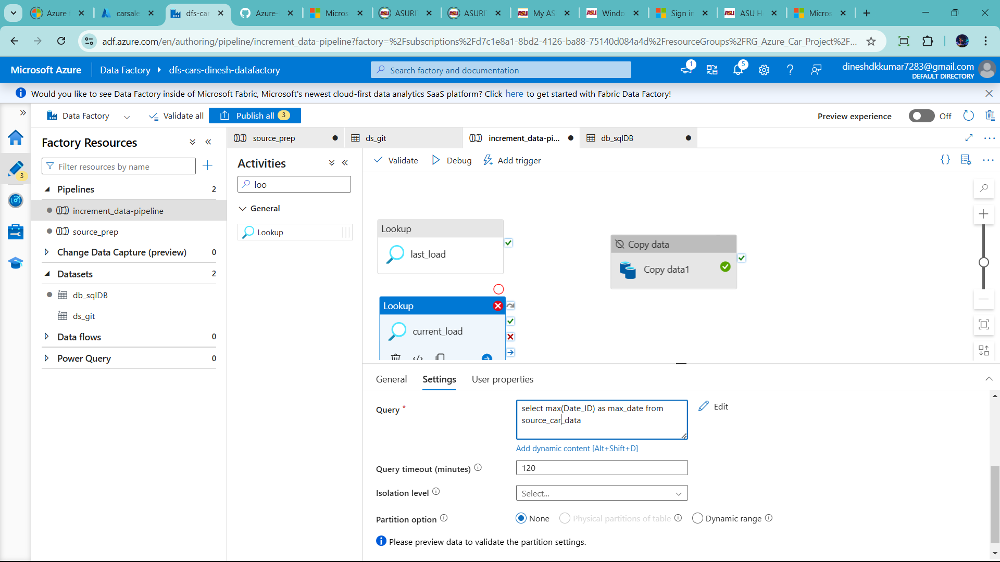 Azure
carsale
dfs-car
Azure-
Micros
ASURI
ASURI
My AS
Windo
Sign in
ASU H
Micros
adf.azure.com/en/authoring/pipeline/increment_data-pipeline?factory=%2Fsubscriptions%2Fd7c1e8a1-8bd2-4126-ba88-75140d084a4d%2FresourceGroups%2FRG_Azure_Car_Project%2F...
Microsoft Azure
Data Factory
dfs-cars-dinesh-datafactory
Search factory and documentation
1
5
dineshdkkumar7283@gmail.com
DEFAULT DIRECTORY
Would you like to see Data Factory inside of Microsoft Fabric, Microsoft's newest cloud-first data analytics SaaS platform? Click here to get started with Fabric Data Factory!
Data Factory
Validate all
Publish all 3
Preview experience
Off
3
Factory Resources
Filter resources by name
Pipelines 2
increment_data-pipeline
source_prep
Change Data Capture (preview) 0
Datasets 2
db_sqlDB
ds_git
Data flows 0
Power Query 0
source_prep
ds_git
increment_data-pi...
db_sqlDB
Activities
loo
General
Lookup
Validate
Debug
Add trigger
Lookup
last_load
Copy data
Copy data1
Lookup
current_load
General
Settings
User properties
Query *
select max(Date_ID) as max_date from
source_car_data
Edit
Add dynamic content [Alt+Shift+D]
Query timeout (minutes)
120
Isolation level
Select...
Partition option
None
Physical partitions of table
Dynamic range
Please preview data to validate the partition settings.